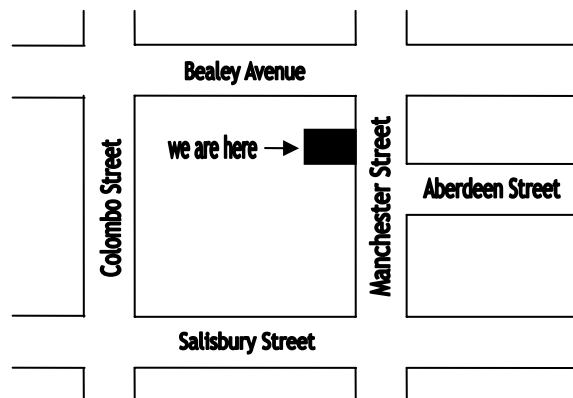 Bealey Avenue
we are here
Colombo Street
Manchester Street
Aberdeen Street
Salisbury Street